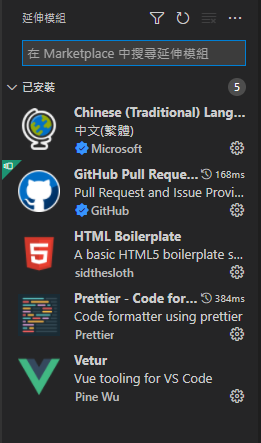 延伸模組
在 Marketplace 中搜尋延伸模組
已安裝 5
Chinese (Traditional) Lang...
中文(繁體)
Microsoft
GitHub Pull Reque... 168ms
Pull Request and Issue Provi...
GitHub
HTML Boilerplate
A basic HTML5 boilerplate s...
sidthesloth
Prettier - Code for... 384ms
Code formatter using prettier
Prettier
Vetur
Vue tooling for VS Code
Pine Wu